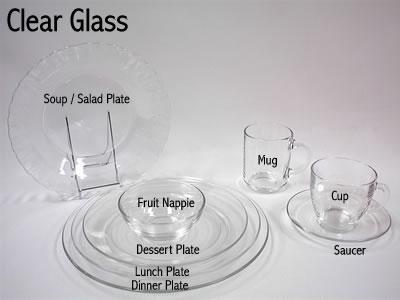 Clear Glass
Soup / Salad Plate
Mug
Fruit Nappie
Cup
Dessert Plate
Saucer
Lunch Plate
Dinner Plate